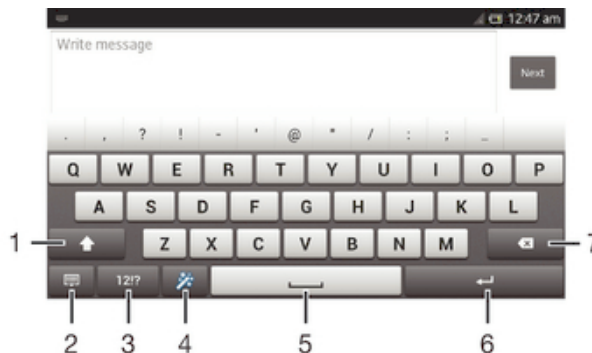 12:47 am
Write message
Next
. , ? ! - ' @ " / : ; _
Q W E R T Y U I O P
A S D F G H J K L
1 Z X C V B N M 7
12!?
2 3 4 5 6